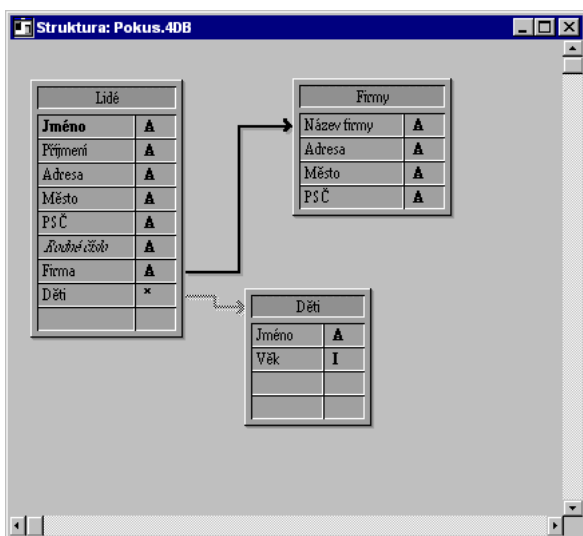 Struktura: Pokus.4DB
Lidé
Jméno A
Příjmení A
Adresa A
Město A
PSČ A
Rodné číslo A
Firma A
Děti *
Firmy
Název firmy A
Adresa A
Město A
PSČ A
Děti
Jméno A
Věk I